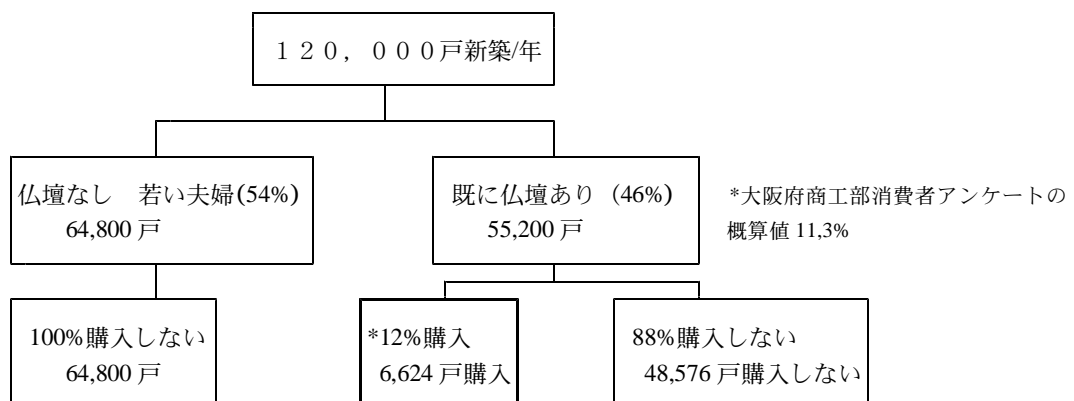 １２０，０００戸新築/年
仏壇なし　若い夫婦(54%)
64,800 戸
既に仏壇あり（46%）
55,200 戸
*大阪府商工部消費者アンケートの
概算値 11,3%
100%購入しない
64,800 戸
*12%購入
6,624 戸購入
88%購入しない
48,576 戸購入しない